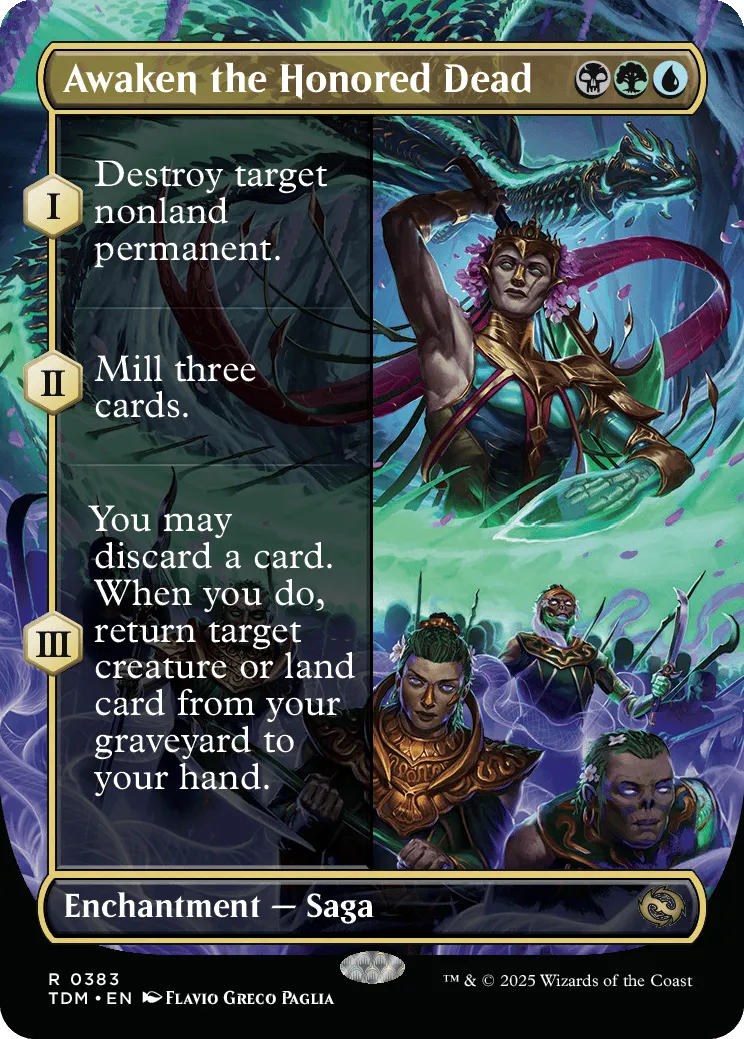 Awaken the Honored Dead
I
Destroy target
nonland
permanent.
II
Mill three
cards.
III
You may
discard a card.
When you do,
return target
creature or land
card from your
graveyard to
your hand.
Enchantment — Saga
R 0383
TDM • EN Flavio Greco Paglia
™ & © 2025 Wizards of the Coast